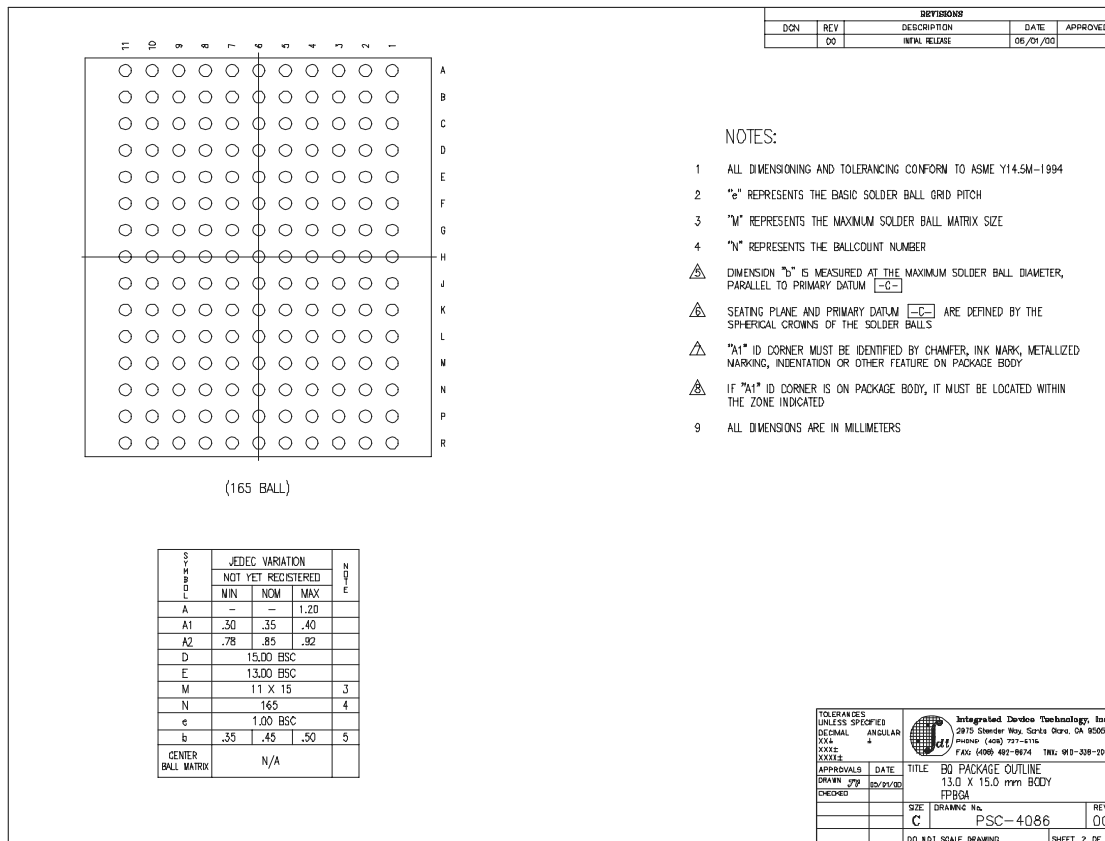 REVISIONS
DCN REV DESCRIPTION DATE APPROVED
00 INITIAL RELEASE 05/01/00
11 10 9 8 7 6 5 4 3 2 1
A
B
C
D
E
F
G
H
J
K
L
M
N
P
R
(165 BALL)
NOTES:
1 ALL DIMENSIONING AND TOLERANCING CONFORM TO ASME Y14.5M-1994
2 "e" REPRESENTS THE BASIC SOLDER BALL GRID PITCH
3 "M" REPRESENTS THE MAXIMUM SOLDER BALL MATRIX SIZE
4 "N" REPRESENTS THE BALLCOUNT NUMBER
5 DIMENSION "b" IS MEASURED AT THE MAXIMUM SOLDER BALL DIAMETER,
PARALLEL TO PRIMARY DATUM -C-
6 SEATING PLANE AND PRIMARY DATUM -C- ARE DEFINED BY THE
SPHERICAL CROWNS OF THE SOLDER BALLS
7 "A1" ID CORNER MUST BE IDENTIFIED BY CHAMFER, INK MARK, METALLIZED
MARKING, INDENTATION OR OTHER FEATURE ON PACKAGE BODY
8 IF "A1" ID CORNER IS ON PACKAGE BODY, IT MUST BE LOCATED WITHIN
THE ZONE INDICATED
9 ALL DIMENSIONS ARE IN MILLIMETERS
SYMBOL JEDEC VARIATION NOTE
NOT YET REGISTERED
MIN NOM MAX
A – – 1.20
A1 .30 .35 .40
A2 .78 .85 .92
D 15.00 BSC
E 13.00 BSC
M 11 X 15 3
N 165 4
e 1.00 BSC
b .35 .45 .50 5
CENTER
BALL MATRIX N/A
TOLERANCES
UNLESS SPECIFIED
DECIMAL ANGULAR
XX± ±
XXX±
XXXX±
idt
Integrated Device Technology, Inc
2975 Stender Way, Santa Clara, CA 9505
PHONE (408) 727-6116
FAX: (408) 492-8674 TWX: 910-338-20
APPROVALS DATE
DRAWN 05/01/00
CHECKED
TITLE BQ PACKAGE OUTLINE
13.0 X 15.0 mm BODY
FPBGA
SIZE DRAWING No. REV
C PSC-4086 00
DO NOT SCALE DRAWING SHEET 2 OF